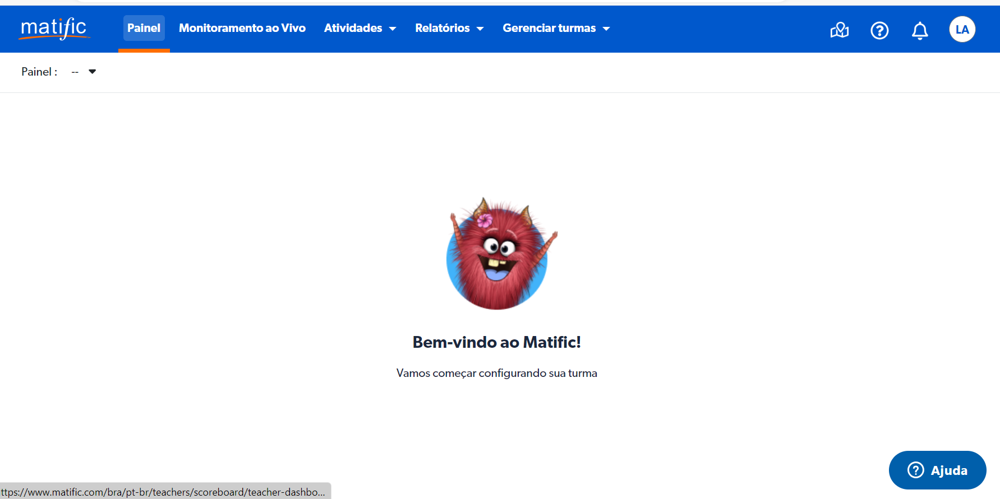 matific Painel Monitoramento ao Vivo Atividades Relatórios Gerenciar turmas LA
Painel : --
Bem-vindo ao Matific!
Vamos começar configurando sua turma
Ajuda
ttps://www.matific.com/bra/pt-br/teachers/scoreboard/teacher-dashbo...